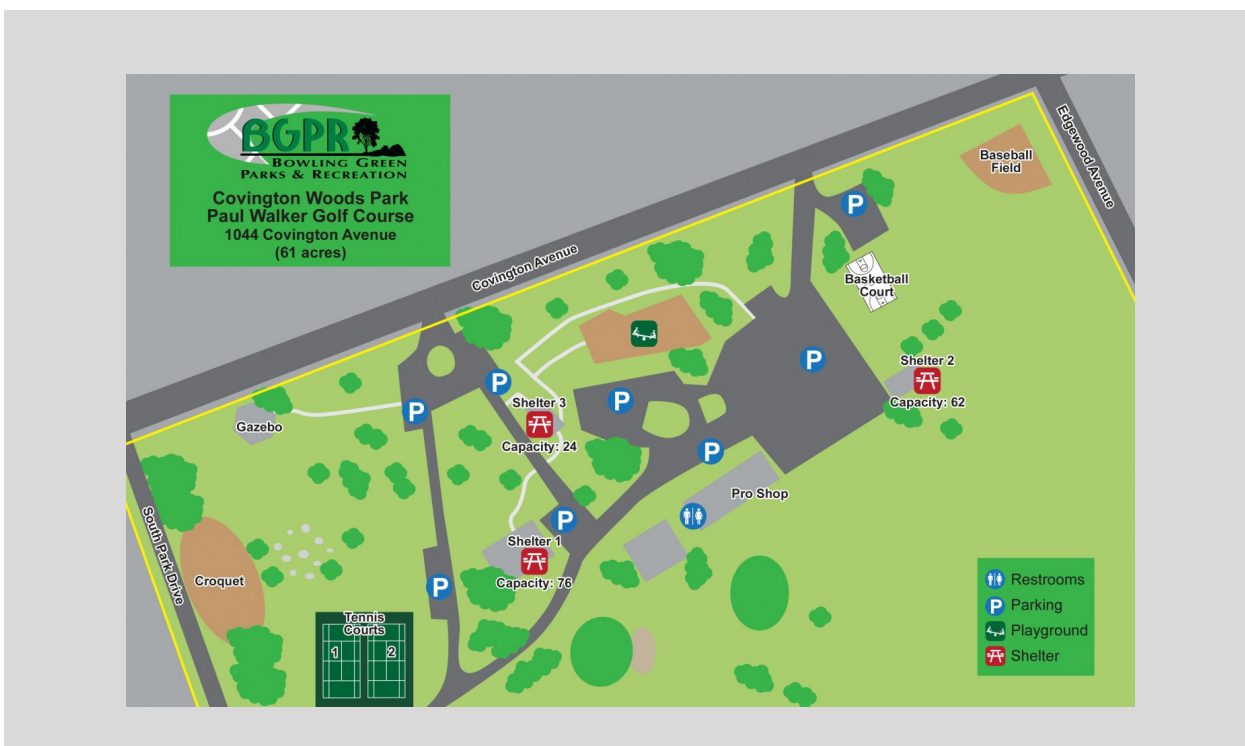 BGPR
BOWLING GREEN
PARKS & RECREATION
Covington Woods Park
Paul Walker Golf Course
1044 Covington Avenue
(61 acres)
Edgewood Avenue
Baseball
Field
P
Covington Avenue
Basketball
Court
P
Shelter 2
Capacity: 62
P
P
Shelter 3
Capacity: 24
P
Gazebo
P
Pro Shop
P
Shelter 1
Capacity: 76
South Park Drive
Croquet
P
Tennis
Courts
1
2
Restrooms
P Parking
Playground
Shelter